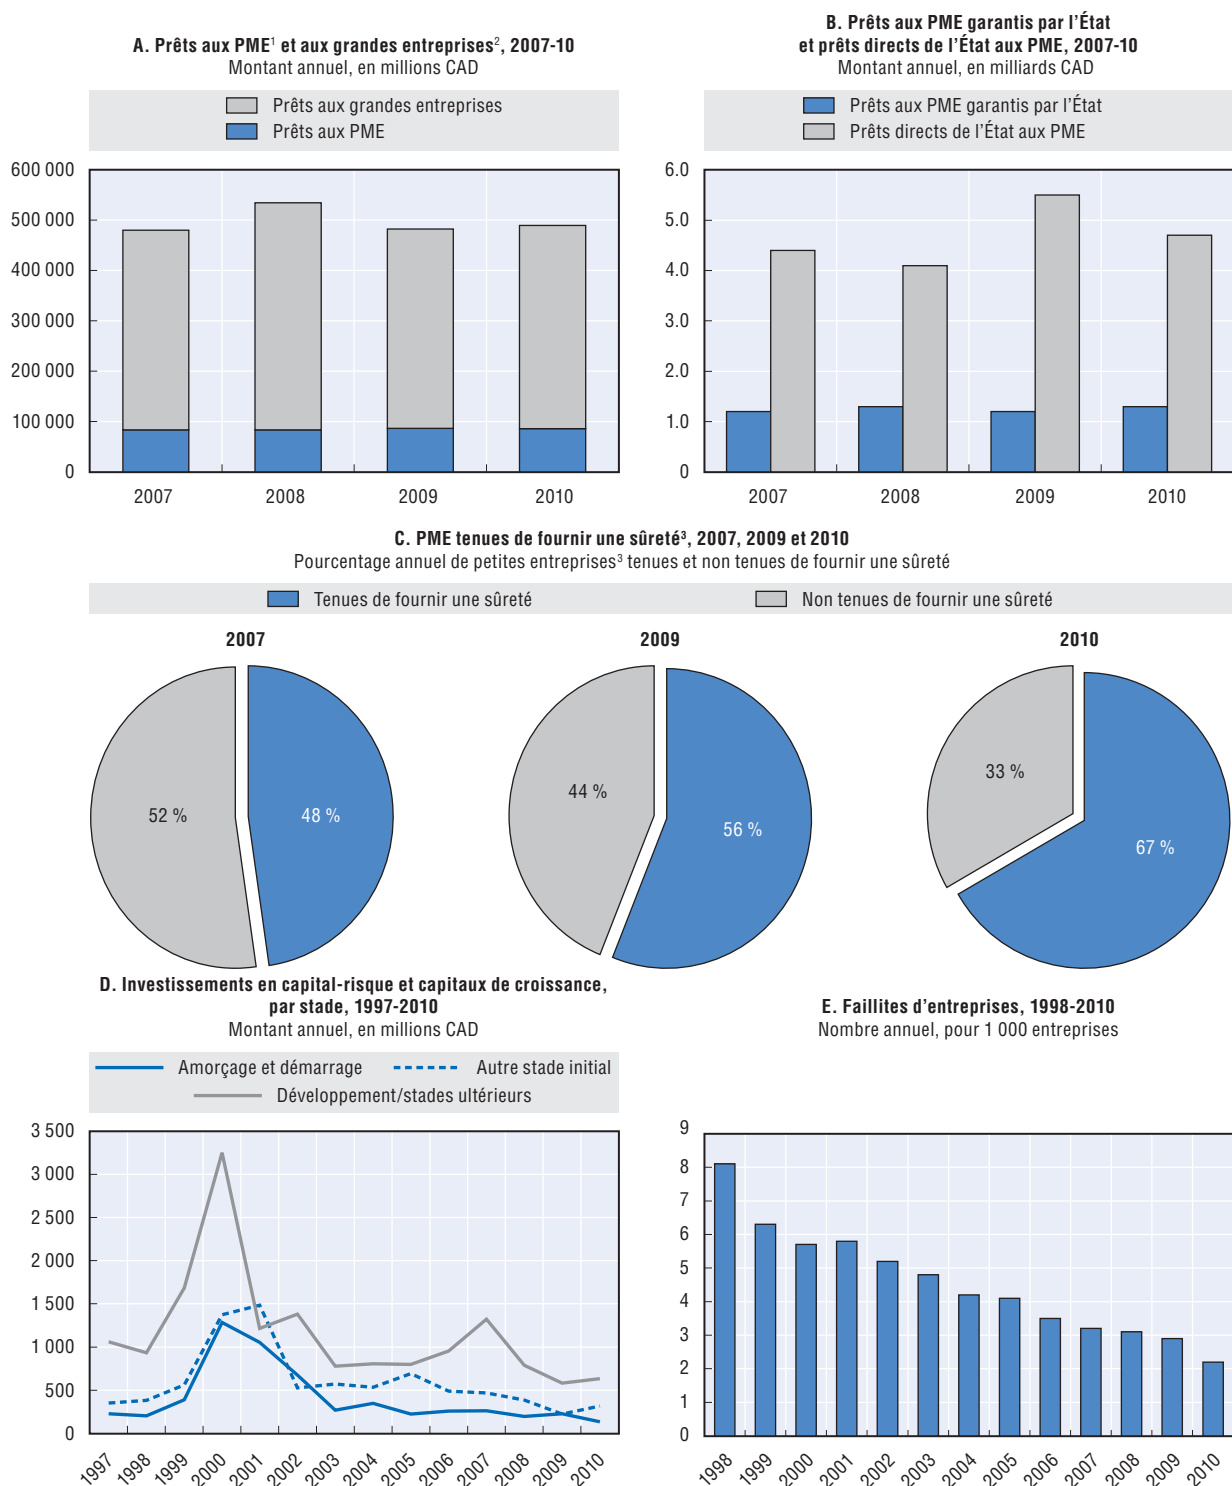 A. Prêts aux PME¹ et aux grandes entreprises², 2007-10
Montant annuel, en millions CAD
Prêts aux grandes entreprises
Prêts aux PME
600 000
500 000
400 000
300 000
200 000
100 000
0
2007 2008 2009 2010
B. Prêts aux PME garantis par l'État
et prêts directs de l'État aux PME, 2007-10
Montant annuel, en milliards CAD
Prêts aux PME garantis par l'État
Prêts directs de l'État aux PME
6.0
5.0
4.0
3.0
2.0
1.0
0
2007 2008 2009 2010
C. PME tenues de fournir une sûreté³, 2007, 2009 et 2010
Pourcentage annuel de petites entreprises³ tenues et non tenues de fournir une sûreté
Tenues de fournir une sûreté Non tenues de fournir une sûreté
2007 2009 2010
52 % 48 %
44 % 56 %
33 % 67 %
D. Investissements en capital-risque et capitaux de croissance,
par stade, 1997-2010
Montant annuel, en millions CAD
Amorçage et démarrage Autre stade initial
Développement/stades ultérieurs
3 500
3 000
2 500
2 000
1 500
1 000
500
0
1997 1998 1999 2000 2001 2002 2003 2004 2005 2006 2007 2008 2009 2010
E. Faillites d'entreprises, 1998-2010
Nombre annuel, pour 1 000 entreprises
9
8
7
6
5
4
3
2
1
0
1998 1999 2000 2001 2002 2003 2004 2005 2006 2007 2008 2009 2010